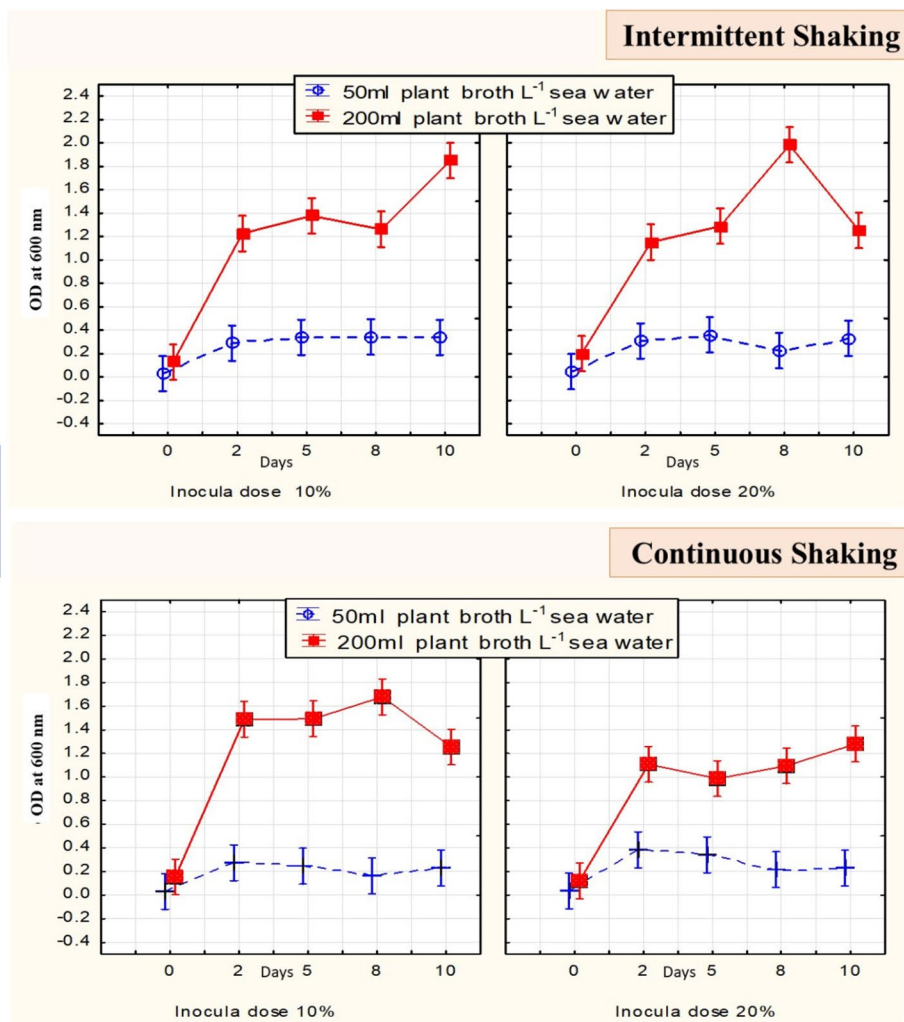 Intermittent Shaking
50ml plant broth L⁻¹ sea water
200ml plant broth L⁻¹ sea water
OD at 600 nm
2.4
2.0
1.8
1.6
1.4
1.2
1.0
0.8
0.6
0.4
0.2
0.0
-0.2
-0.4
0 2 5 8 10
Days
Inocula dose 10%
0 2 5 8 10
Days
Inocula dose 20%
Continuous Shaking
50ml plant broth L⁻¹ sea water
200ml plant broth L⁻¹ sea water
OD at 600 nm
2.4
2.2
2.0
1.8
1.6
1.4
1.2
1.0
0.8
0.6
0.4
0.2
0.0
-0.2
-0.4
0 2 5 8 10
Days
Inocula dose 10%
0 2 5 8 10
Days
Inocula dose 20%